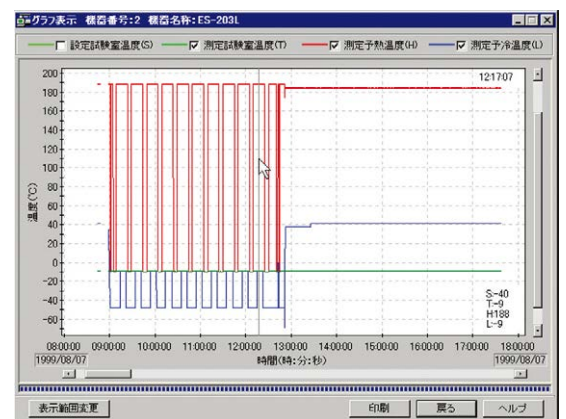 グラフ表示 機器番号:2 機器名称:ES-203L
設定試験室温度(S) 測定試験室温度(T) 測定予熱温度(H) 測定予冷温度(L)
12:17:07
温度(℃)
200
180
160
140
120
100
80
60
40
20
0
-20
-40
-60
S:-40
T:-9
H:188
L:-9
08:00:00 09:00:00 10:00:00 11:00:00 12:00:00 13:00:00 14:00:00 15:00:00 16:00:00 17:00:00 18:00:00
1999/08/07 時間(時:分:秒) 1999/08/07
表示範囲変更 印刷 戻る ヘルプ